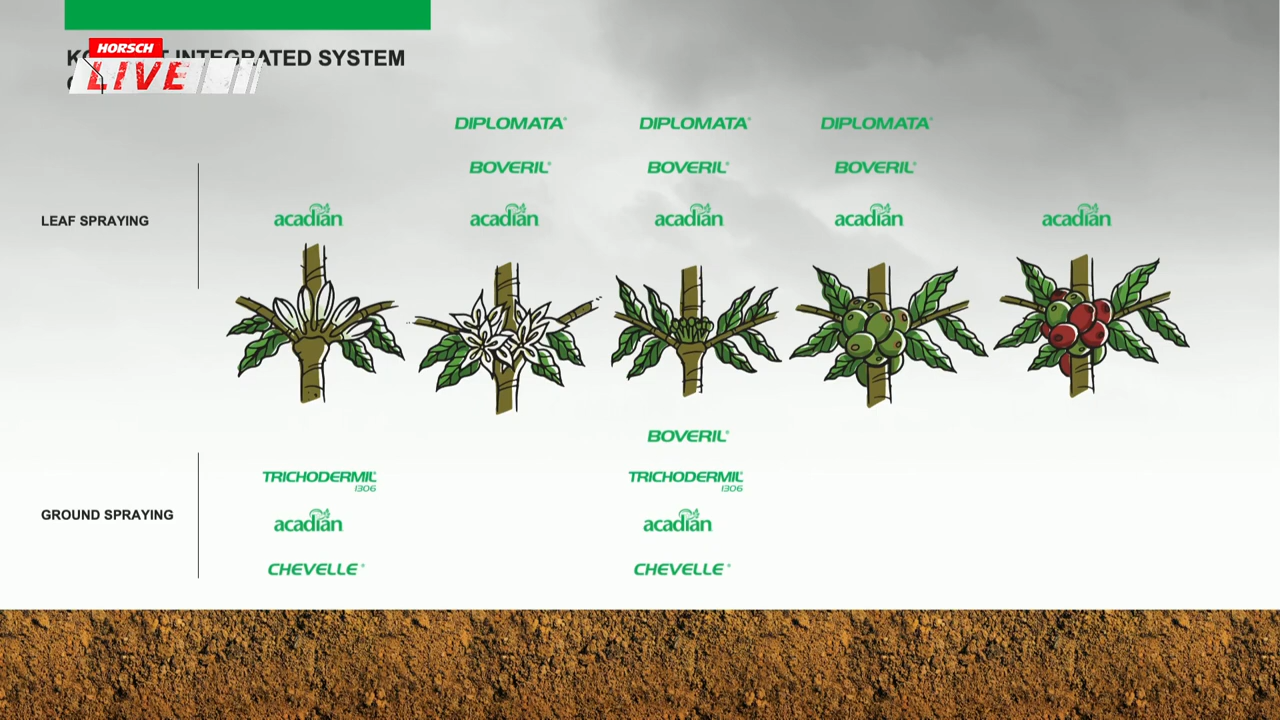 HORSCH
LIVE
INTEGRATED SYSTEM
DIPLOMATA® DIPLOMATA® DIPLOMATA®
BOVERIL® BOVERIL® BOVERIL®
LEAF SPRAYING acadian acadian acadian acadian acadian
BOVERIL®
TRICHODERMIL® TRICHODERMIL®
1306 1306
GROUND SPRAYING acadian acadian
CHEVELLE® CHEVELLE®